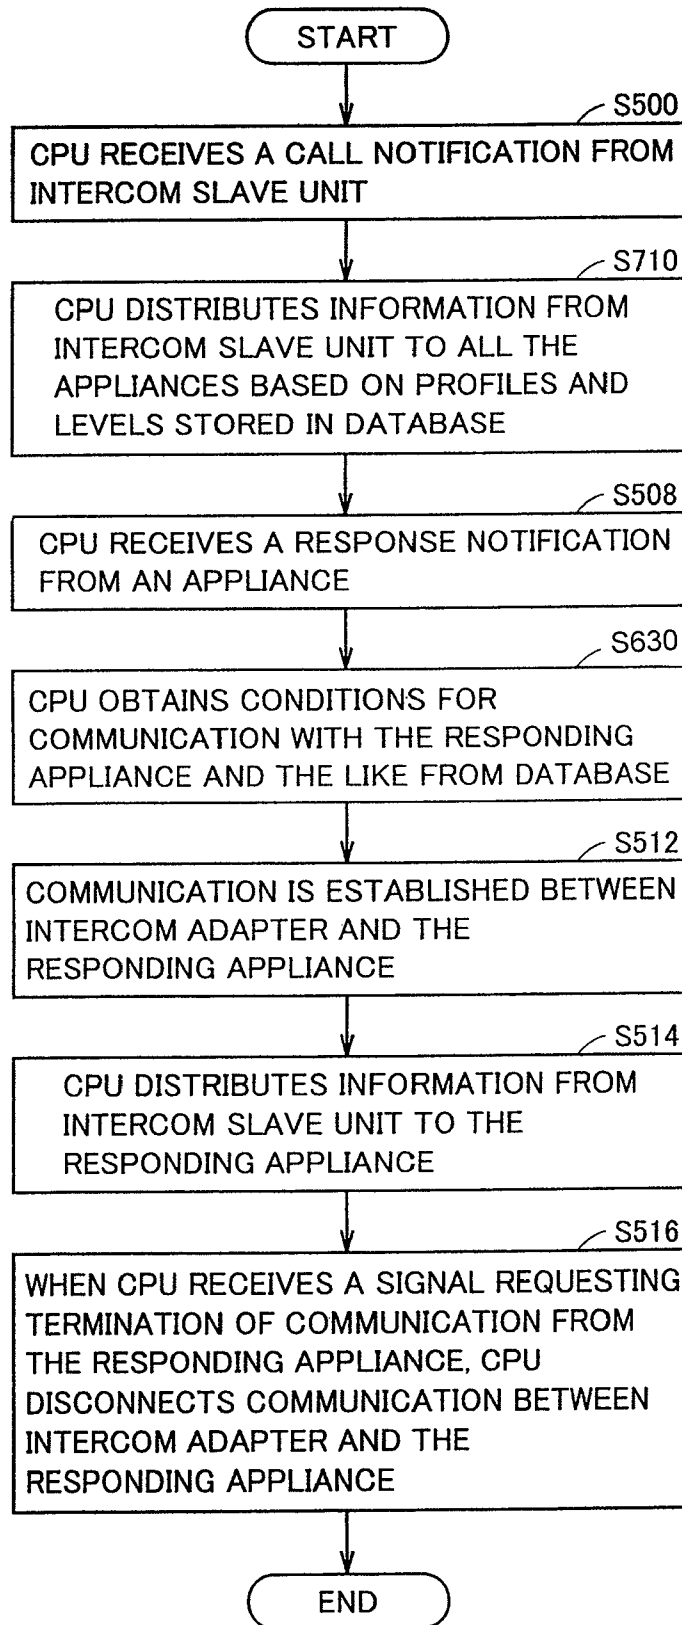 START
S500
CPU RECEIVES A CALL NOTIFICATION FROM
INTERCOM SLAVE UNIT
S710
CPU DISTRIBUTES INFORMATION FROM
INTERCOM SLAVE UNIT TO ALL THE
APPLIANCES BASED ON PROFILES AND
LEVELS STORED IN DATABASE
S508
CPU RECEIVES A RESPONSE NOTIFICATION
FROM AN APPLIANCE
S630
CPU OBTAINS CONDITIONS FOR
COMMUNICATION WITH THE RESPONDING
APPLIANCE AND THE LIKE FROM DATABASE
S512
COMMUNICATION IS ESTABLISHED BETWEEN
INTERCOM ADAPTER AND THE
RESPONDING APPLIANCE
S514
CPU DISTRIBUTES INFORMATION FROM
INTERCOM SLAVE UNIT TO THE
RESPONDING APPLIANCE
S516
WHEN CPU RECEIVES A SIGNAL REQUESTING
TERMINATION OF COMMUNICATION FROM
THE RESPONDING APPLIANCE, CPU
DISCONNECTS COMMUNICATION BETWEEN
INTERCOM ADAPTER AND THE
RESPONDING APPLIANCE
END